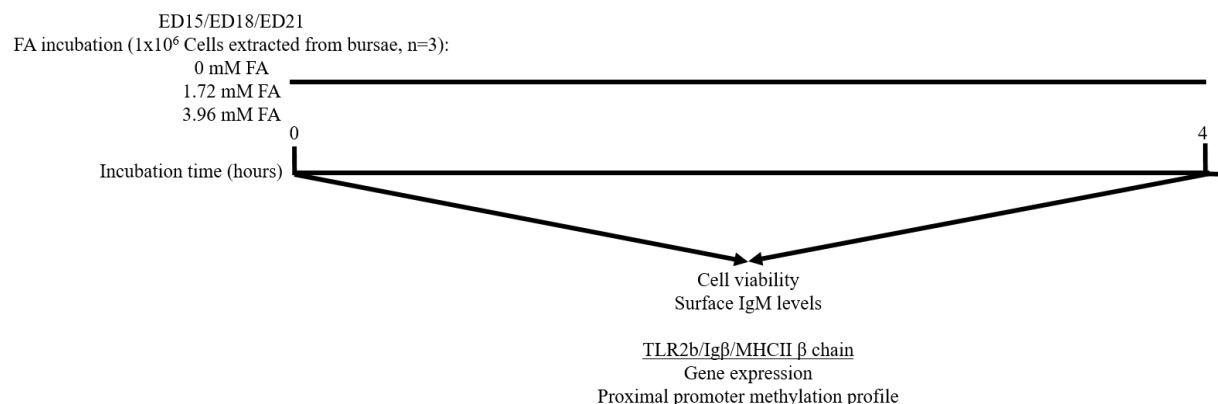 ED15/ED18/ED21
FA incubation (1x10⁶ Cells extracted from bursae, n=3):
0 mM FA
1.72 mM FA
3.96 mM FA
0 4
Incubation time (hours)
Cell viability
Surface IgM levels
TLR2b/Igβ/MHCII β chain
Gene expression
Proximal promoter methylation profile